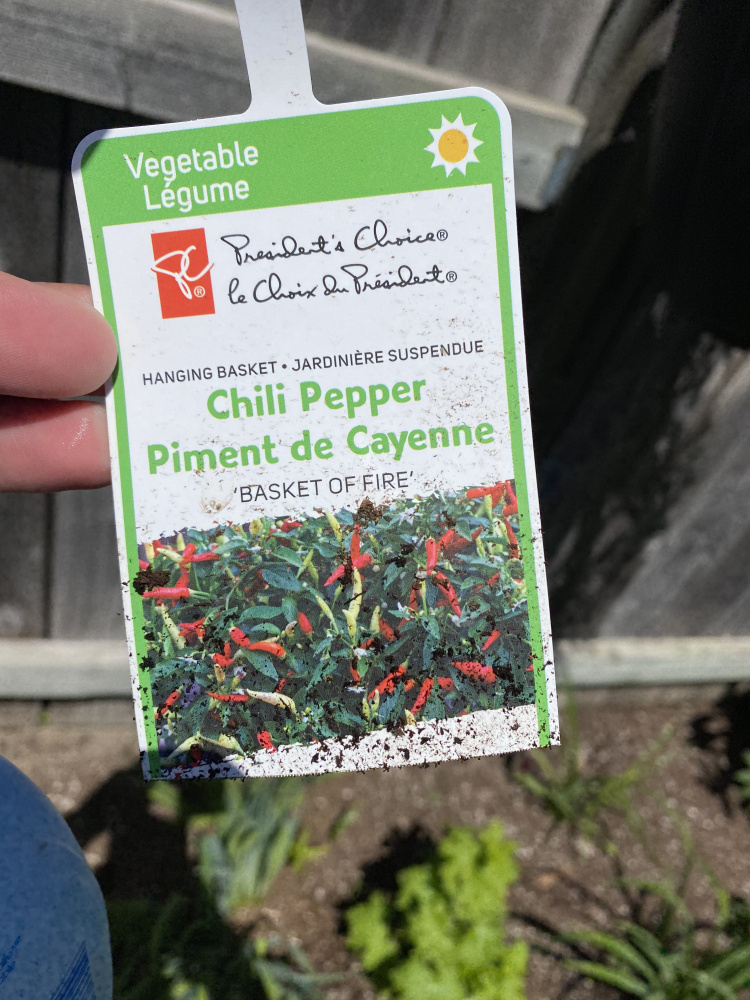 Vegetable
Légume
President's Choice®
le Choix du Président®
HANGING BASKET • JARDINIÈRE SUSPENDUE
Chili Pepper
Piment de Cayenne
'BASKET OF FIRE'